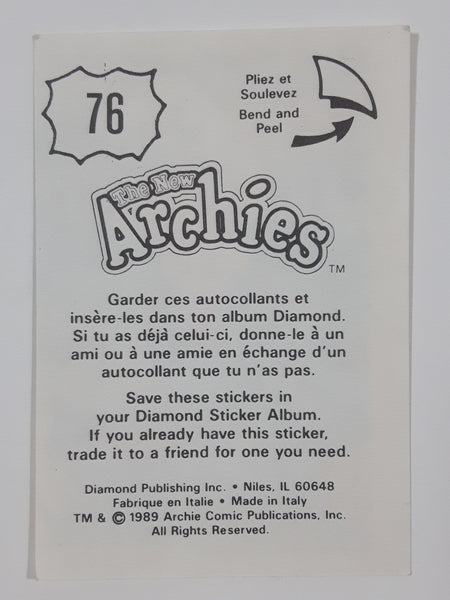 76
Pliez et
Soulevez
Bend and
Peel
The New
Archies
TM
Garder ces autocollants et
insère-les dans ton album Diamond.
Si tu as déjà celui-ci, donne-le à un
ami ou à une amie en échange d'un
autocollant que tu n'as pas.
Save these stickers in
your Diamond Sticker Album.
If you already have this sticker,
trade it to a friend for one you need.
Diamond Publishing Inc. • Niles, IL 60648
Fabrique en Italie • Made in Italy
TM & © 1989 Archie Comic Publications, Inc.
All Rights Reserved.